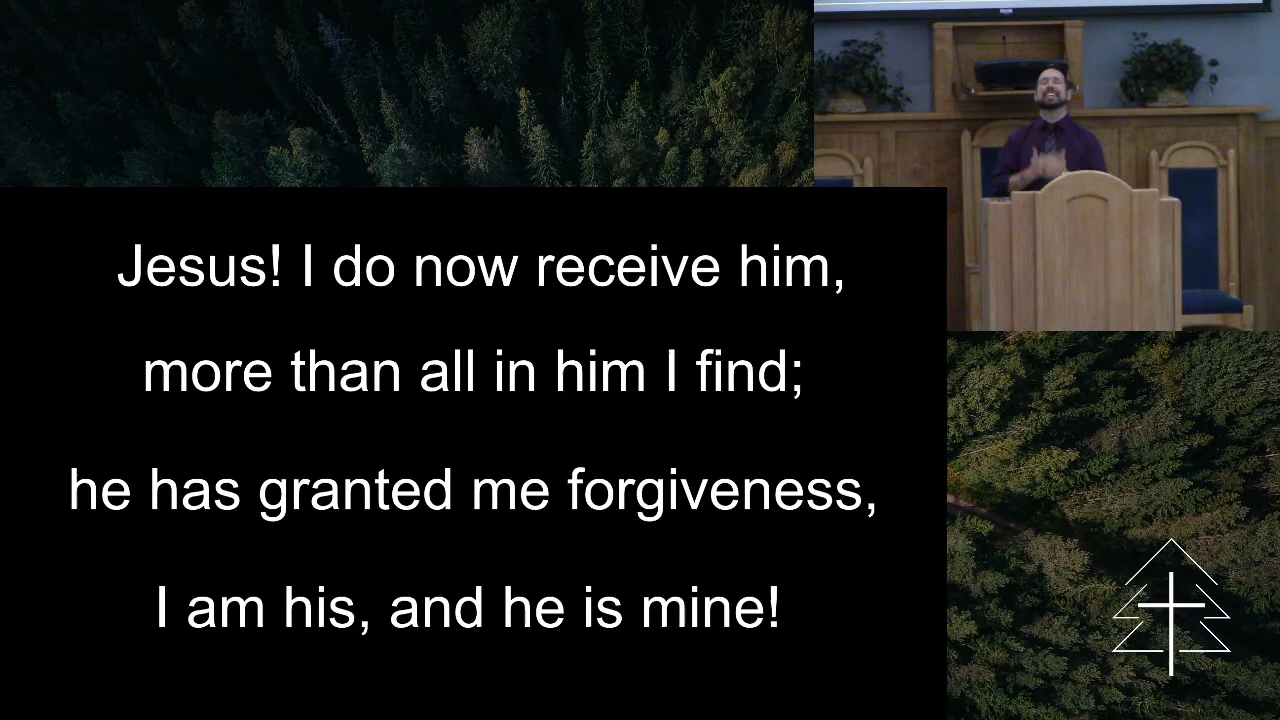 Jesus! I do now receive him,
more than all in him I find;
he has granted me forgiveness,
I am his, and he is mine!